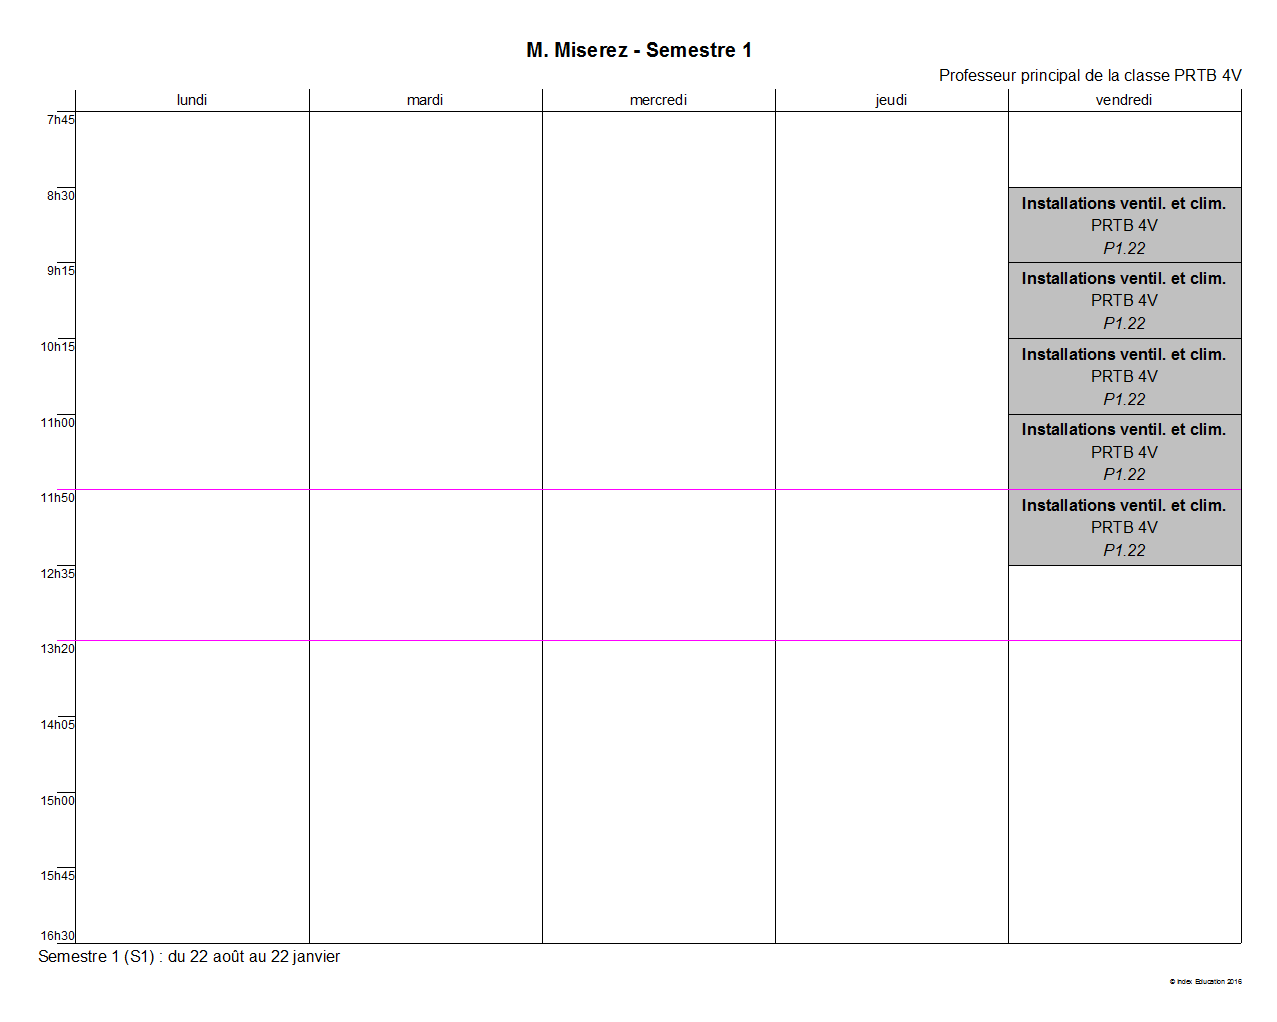 M. Miserez - Semestre 1
Professeur principal de la classe PRTB 4V
lundi mardi mercredi jeudi vendredi
7h45
8h30
Installations ventil. et clim.
PRTB 4V
P1.22
9h15
Installations ventil. et clim.
PRTB 4V
P1.22
10h15
Installations ventil. et clim.
PRTB 4V
P1.22
11h00
Installations ventil. et clim.
PRTB 4V
P1.22
11h50
Installations ventil. et clim.
PRTB 4V
P1.22
12h35
13h20
14h05
15h00
15h45
16h30
Semestre 1 (S1) : du 22 août au 22 janvier
© Index Education 2016